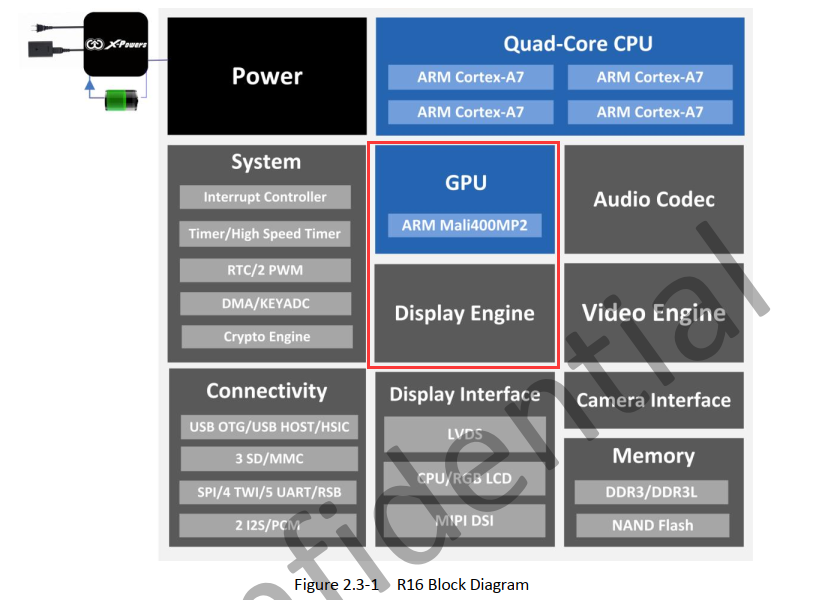 X-Powers
Power
Quad-Core CPU
ARM Cortex-A7
ARM Cortex-A7
ARM Cortex-A7
ARM Cortex-A7
System
Interrupt Controller
Timer/High Speed Timer
RTC/2 PWM
DMA/KEYADC
Crypto Engine
GPU
ARM Mali400MP2
Display Engine
Audio Codec
Video Engine
Connectivity
USB OTG/USB HOST/HSIC
3 SD/MMC
SPI/4 TWI/5 UART/RSB
2 I2S/PCM
Display Interface
LVDS
CPU/RGB LCD
MIPI DSI
Camera Interface
Memory
DDR3/DDR3L
NAND Flash
nfidential
Figure 2.3-1 R16 Block Diagram